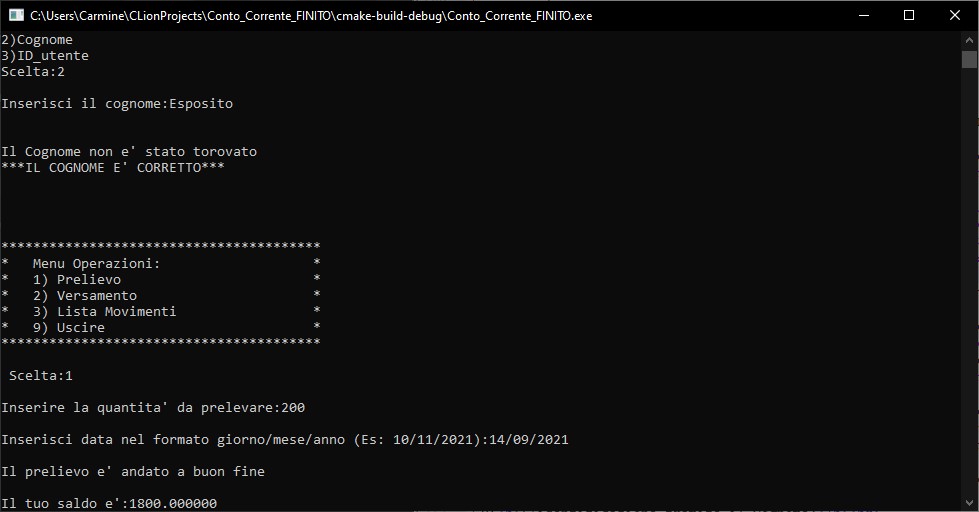 C:\Users\Carmine\CLionProjects\Conto_Corrente_FINITO\cmake-build-debug\Conto_Corrente_FINITO.exe
2)Cognome
3)ID_utente
Scelta:2
Inserisci il cognome:Esposito
Il Cognome non e' stato torovato
***IL COGNOME E' CORRETTO***
****************************************
*   Menu Operazioni:                   *
*   1) Prelievo                        *
*   2) Versamento                      *
*   3) Lista Movimenti                 *
*   9) Uscire                          *
****************************************
Scelta:1
Inserire la quantita' da prelevare:200
Inserisci data nel formato giorno/mese/anno (Es: 10/11/2021):14/09/2021
Il prelievo e' andato a buon fine
Il tuo saldo e':1800.000000